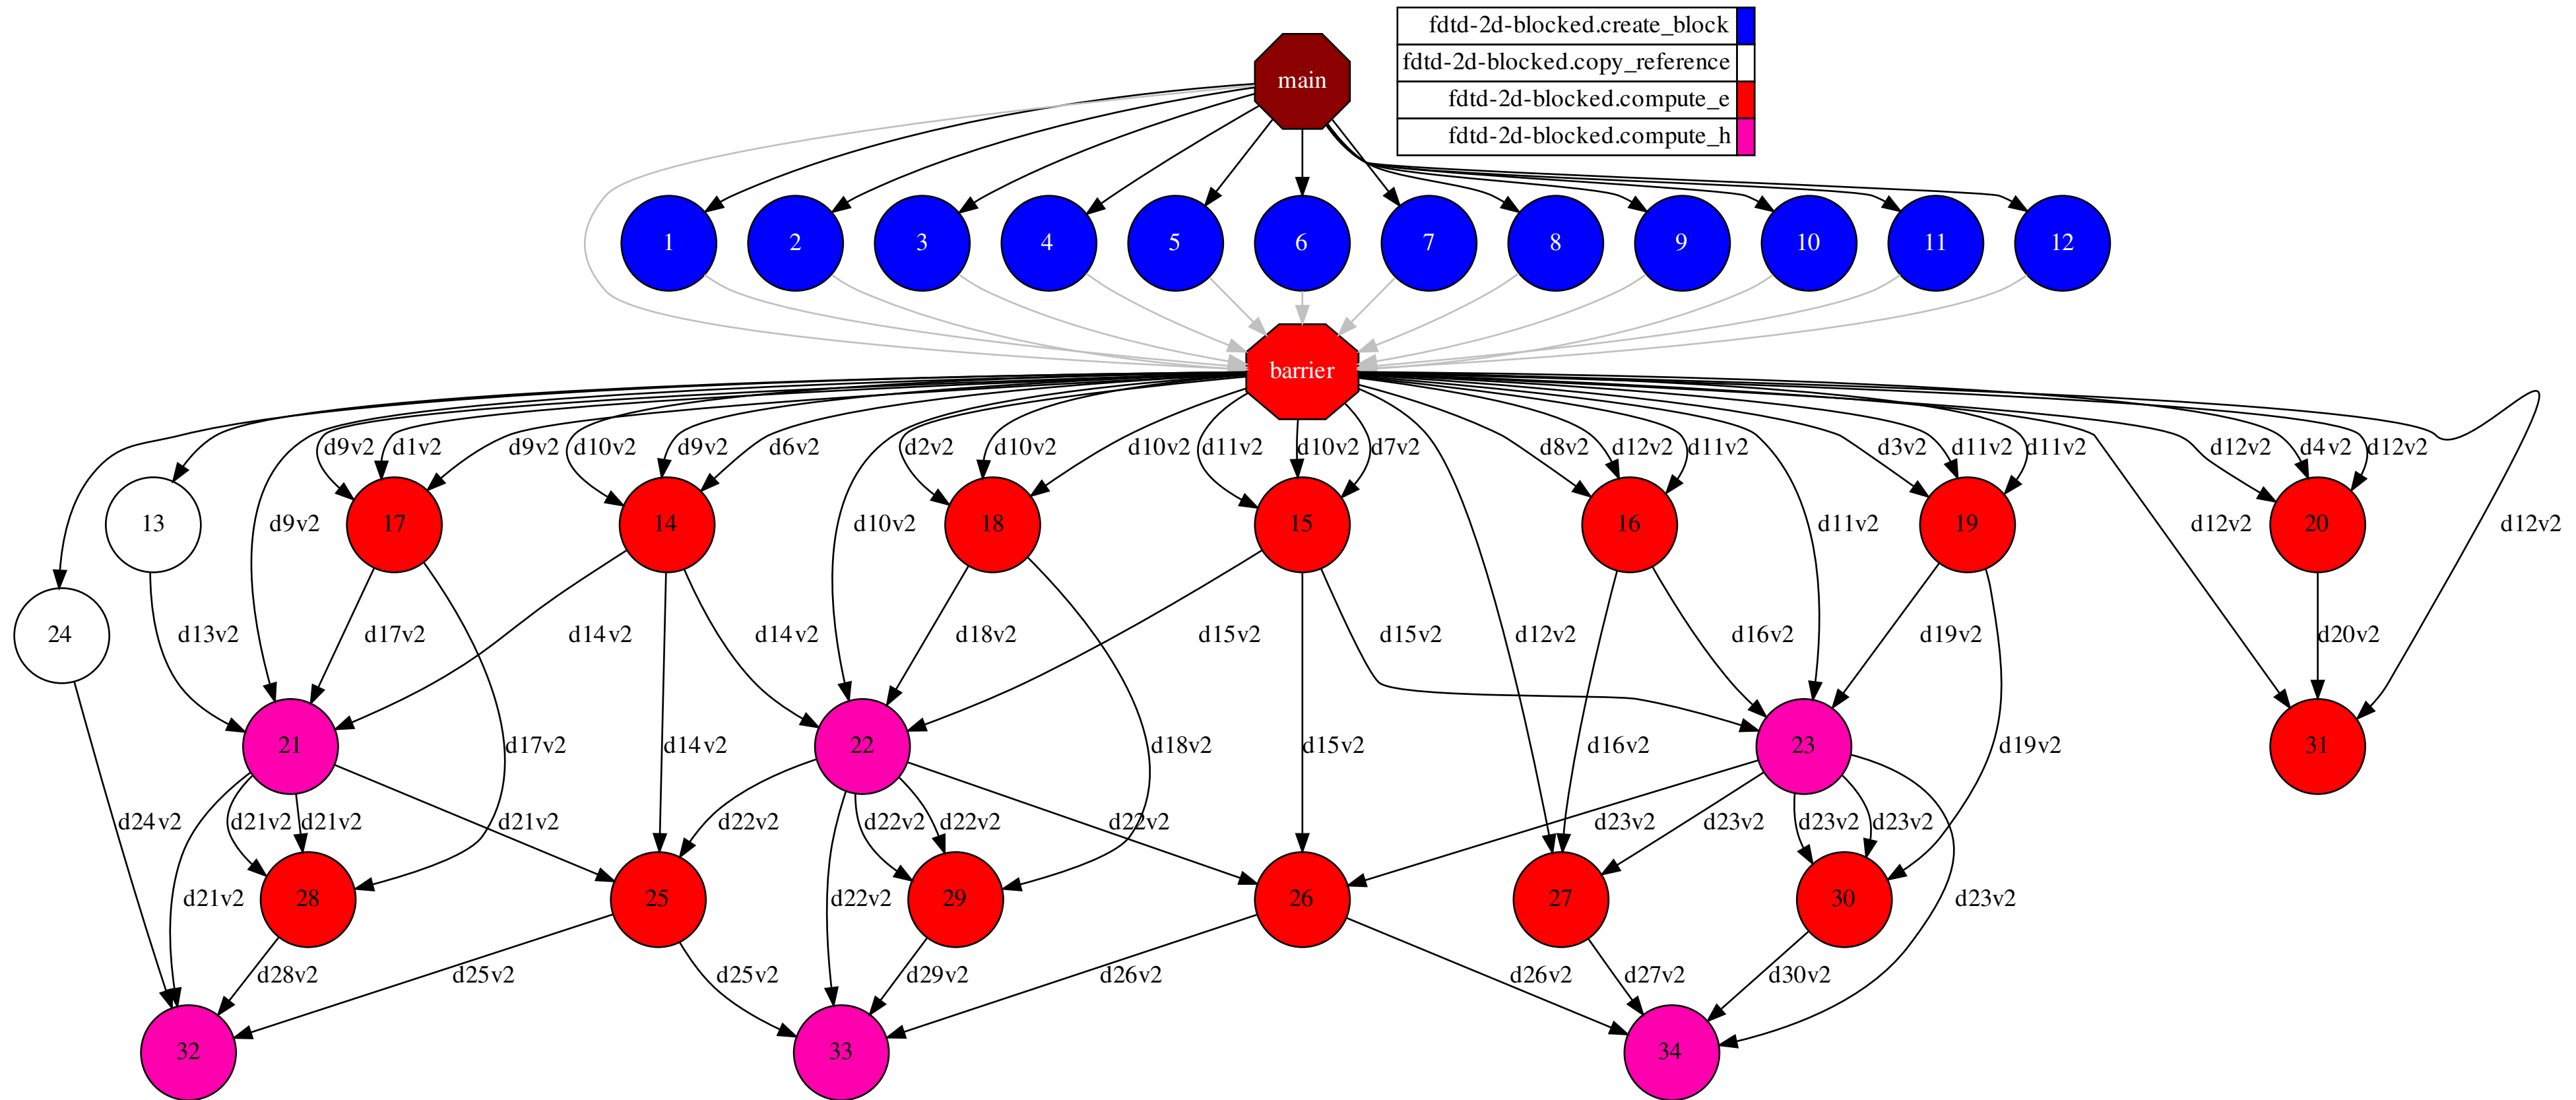 fdtd-2d-blocked.create_block
main
fdtd-2d-blocked.copy_reference
fdtd-2d-blocked.compute_e
fdtd-2d-blocked.compute_h
1 2 3 4 5 6 7 8 9 10 11 12
barrier
d9v2 d1v2 d9v2 d10v2 d9v2 d6v2 d2v2 d10v2 d10v2 d11v2 d10v2 d7v2 d8v2 d12v2 d11v2 d3v2 d11v2 d11v2 d12v2 d4v2 d12v2
13 d9v2 17 14 d10v2 18 15 16 d11v2 19 d12v2 20 d12v2
24 d13v2 d17v2 d14v2 d14v2 d18v2 d15v2 d15v2 d12v2 d16v2 d19v2 d20v2
21 d17v2 d14v2 22 d18v2 d15v2 d16v2 23 d19v2 31
d24v2 d21v2 d21v2 d21v2 d22v2 d22v2 d22v2 d22v2 d23v2 d23v2 d23v2 d23v2
d21v2 28 25 d22v2 29 26 27 30 d23v2
d28v2 d25v2 d25v2 d29v2 d26v2 d26v2 d27v2 d30v2
32 33 34